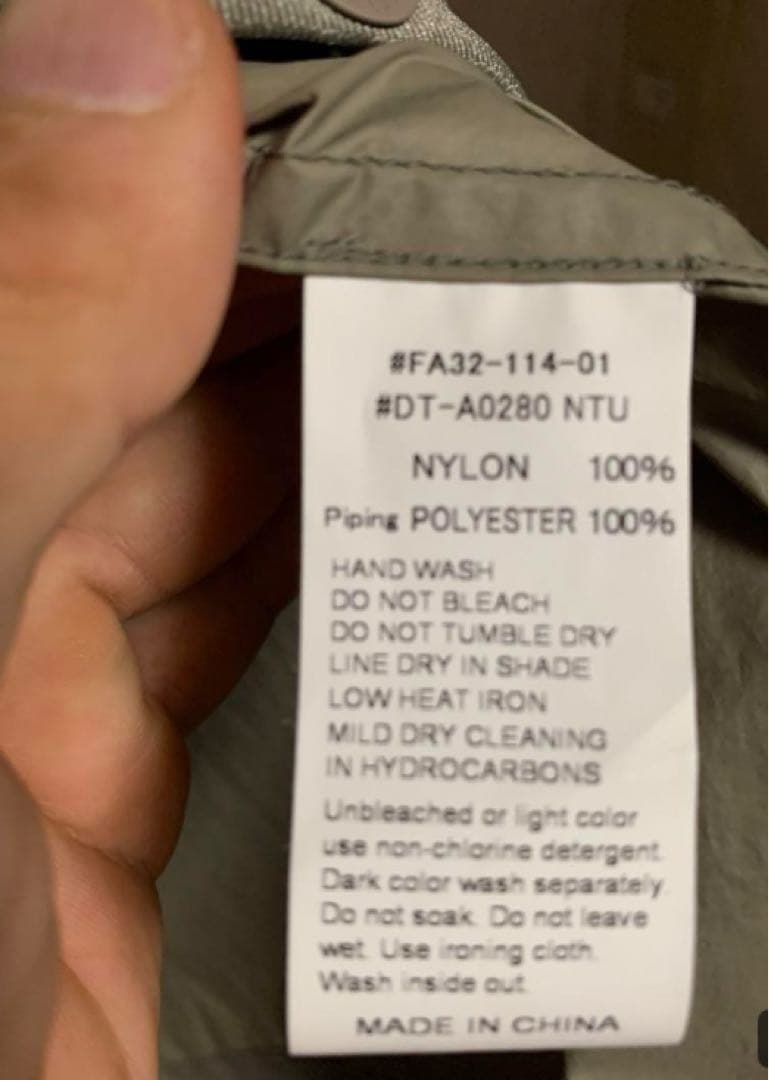 #FA32-114-01
#DT-A0280 NTU
NYLON 100%
Piping POLYESTER 100%
HAND WASH
DO NOT BLEACH
DO NOT TUMBLE DRY
LINE DRY IN SHADE
LOW HEAT IRON
MILD DRY CLEANING
IN HYDROCARBONS
Unbleached or light color
use non-chlorine detergent.
Dark color wash separately
Do not soak. Do not leave
wet. Use ironing cloth.
Wash inside out.
MADE IN CHINA